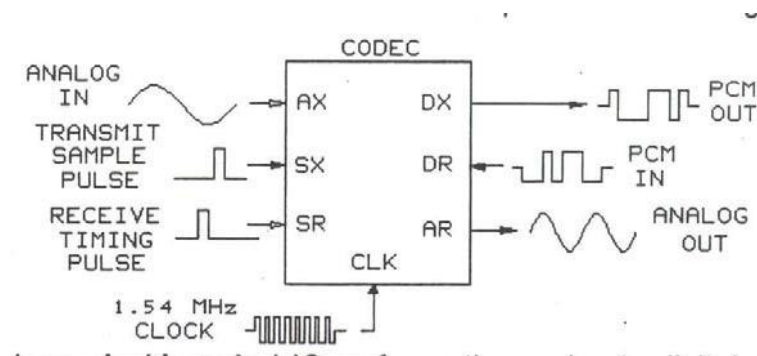 CODEC
ANALOG
IN
AX
DX
PCM
OUT
TRANSMIT
SAMPLE
PULSE
SX
DR
PCM
IN
RECEIVE
TIMING
PULSE
SR
AR
ANALOG
OUT
CLK
1.54 MHz
CLOCK